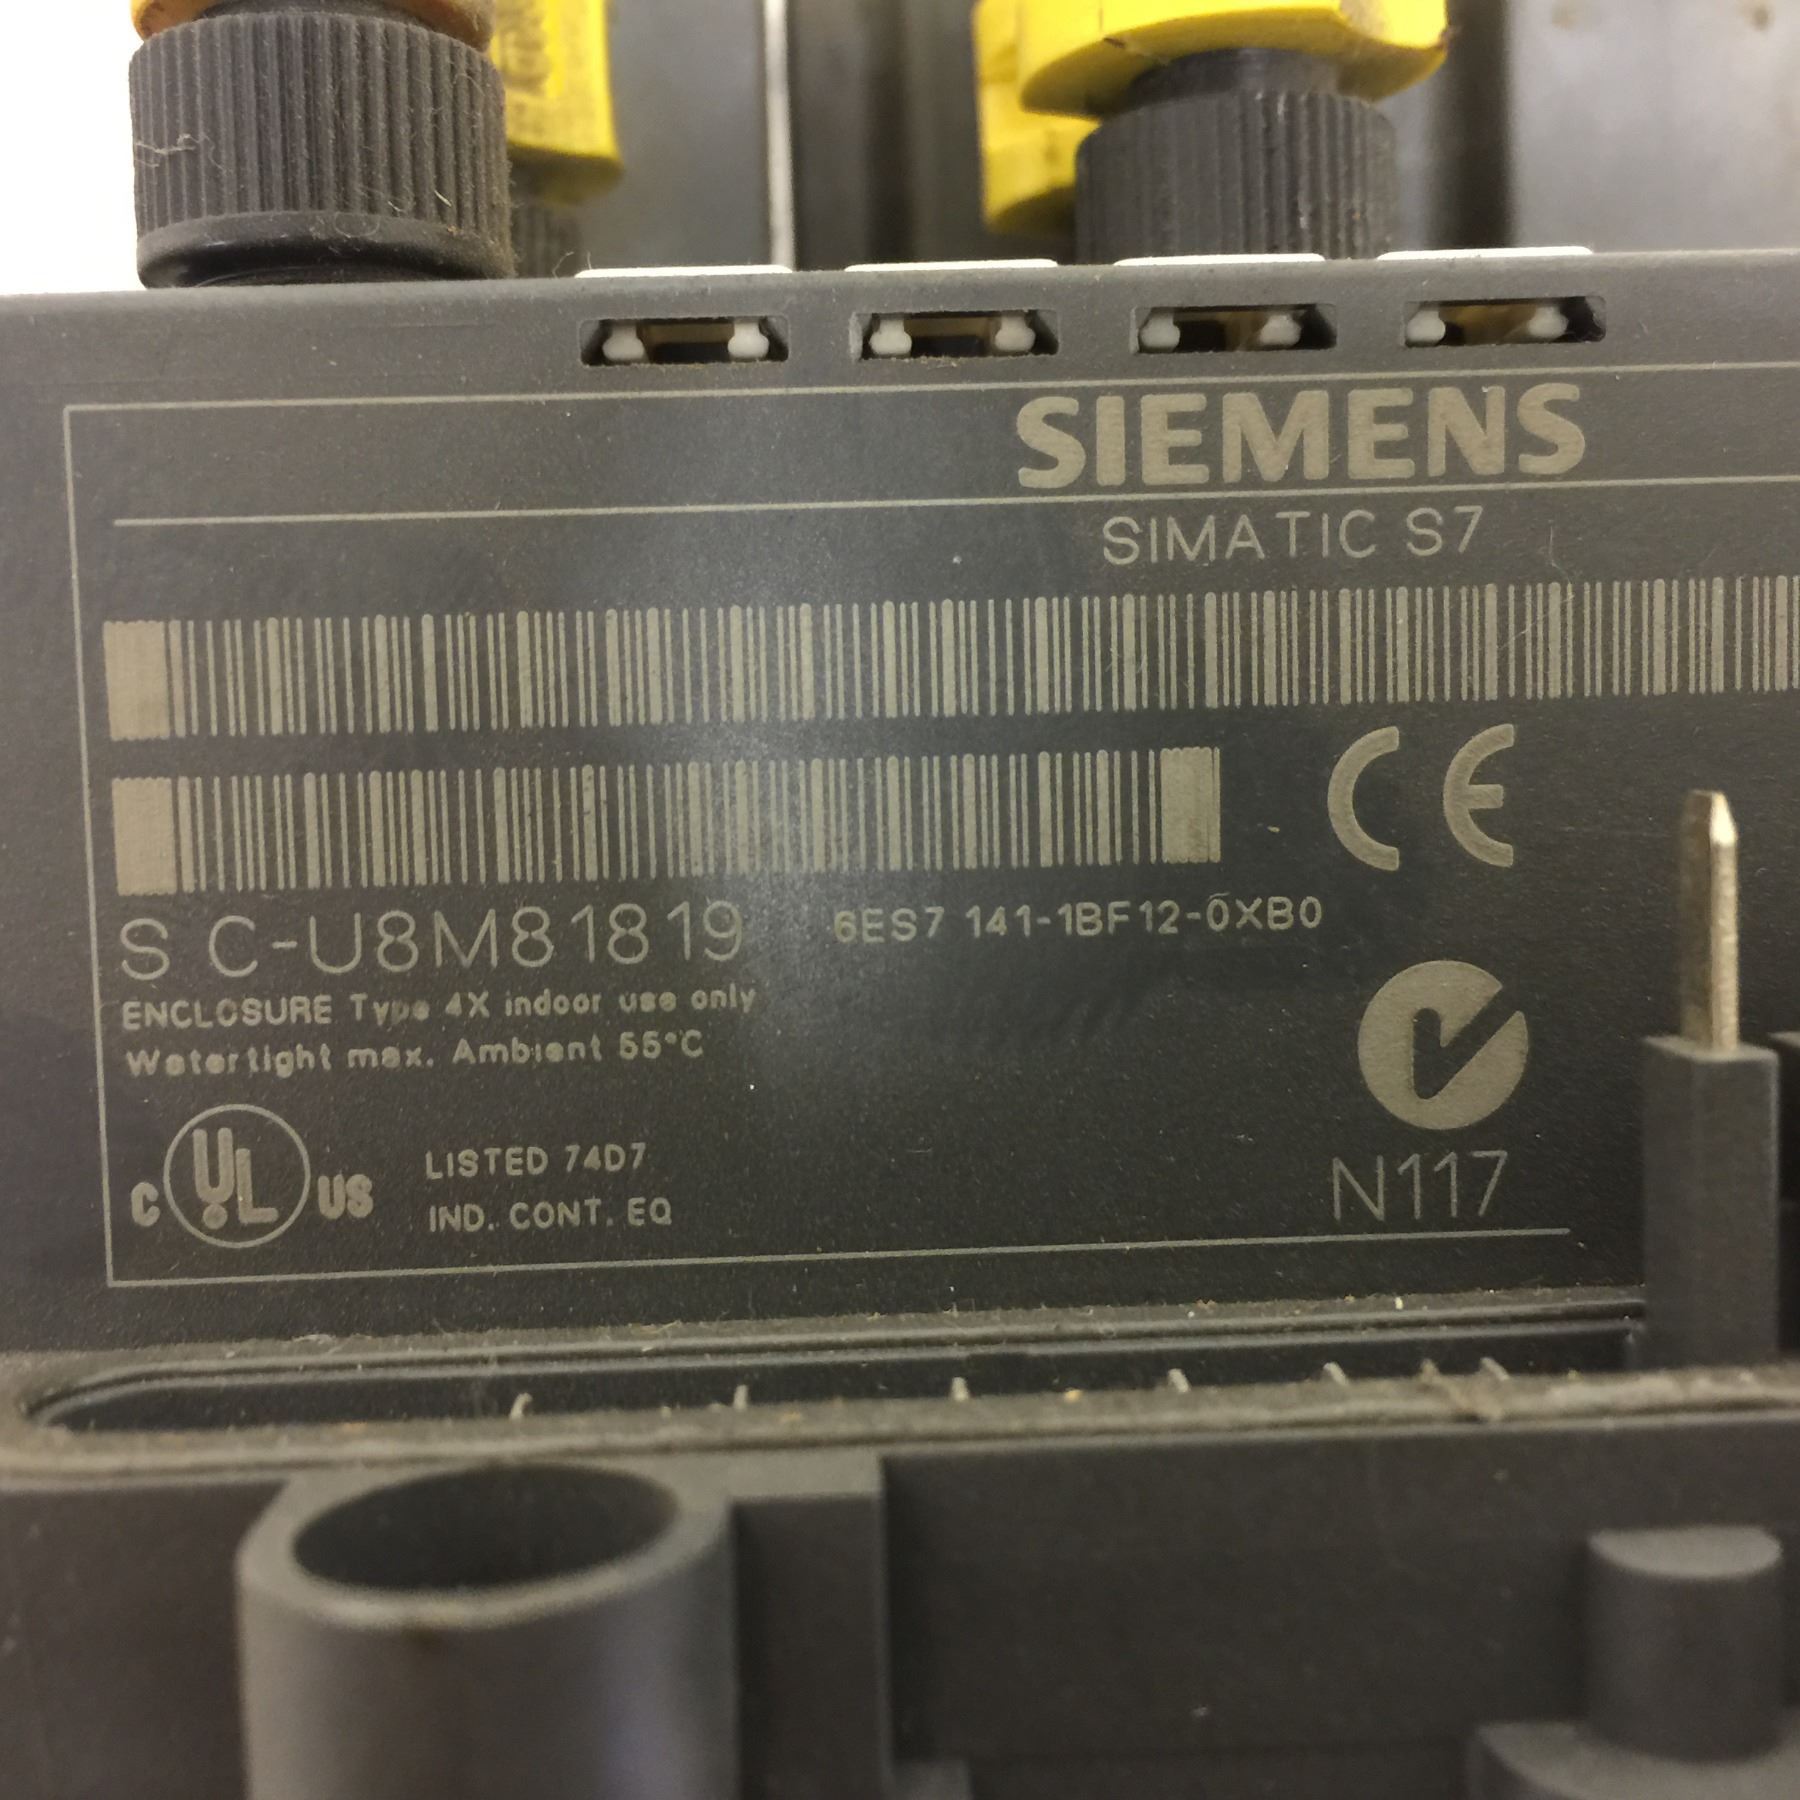 SIEMENS
SIMATIC S7
CE
S C-U8M81819 6ES7 141-1BF12-0XB0
ENCLOSURE Type 4X indoor use only
Watertight max. Ambient 55°C
C UL US
LISTED 74D7
IND. CONT. EQ
N117